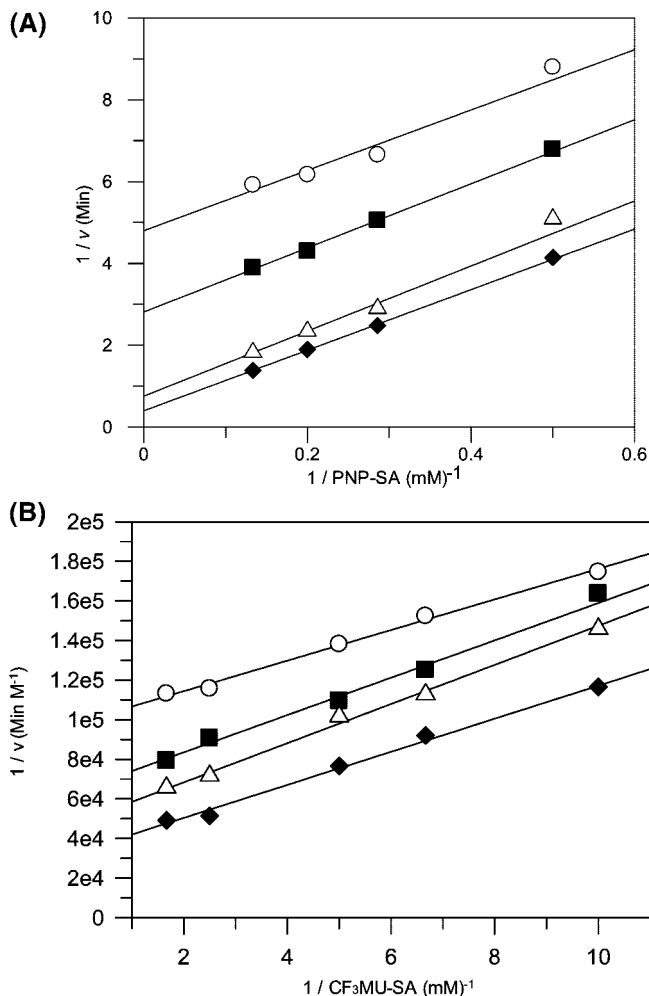 (A)
10
8
6
4
2
0
1 / v (Min)
0
0.2
0.4
0.6
1 / PNP-SA (mM)-1
(B)
2e5
1.8e5
1.6e5
1.4e5
1.2e5
1e5
8e4
6e4
4e4
2e4
0
1 / v (Min M-1)
2
4
6
8
10
1 / CF3MU-SA (mM)-1